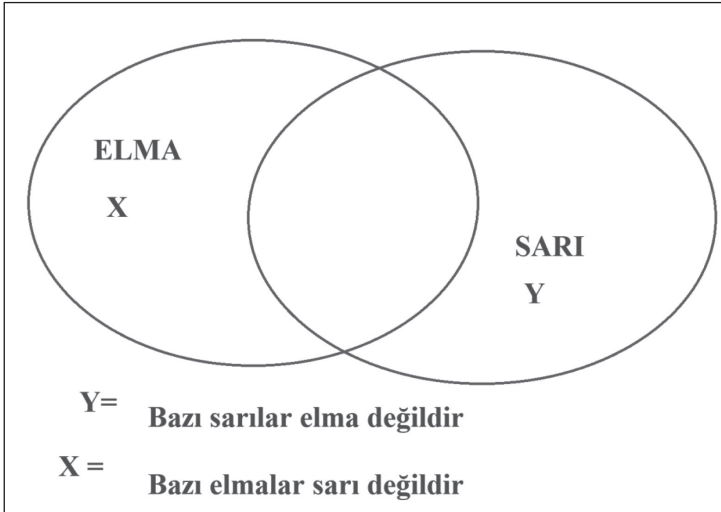 ELMA
X
SARI
Y
Y= Bazı sarılar elma değildir
X = Bazı elmalar sarı değildir